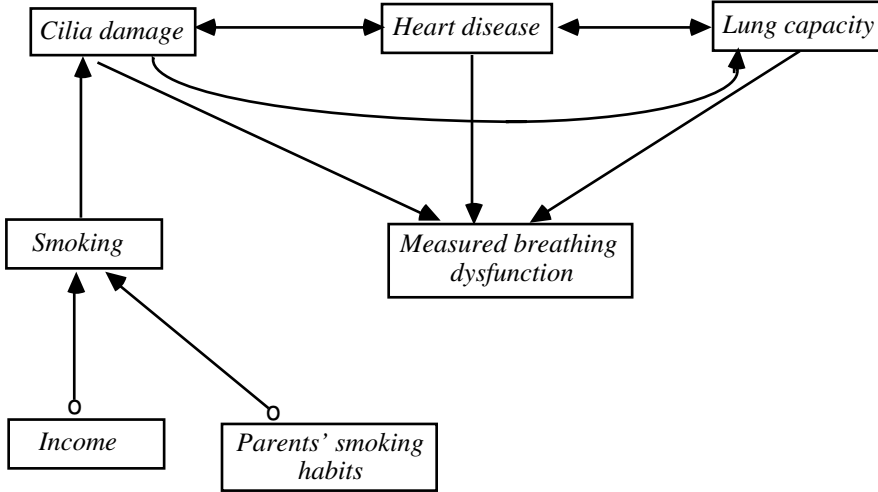 Cilia damage
Heart disease
Lung capacity
Smoking
Measured breathing
dysfunction
Income
Parents’ smoking
habits